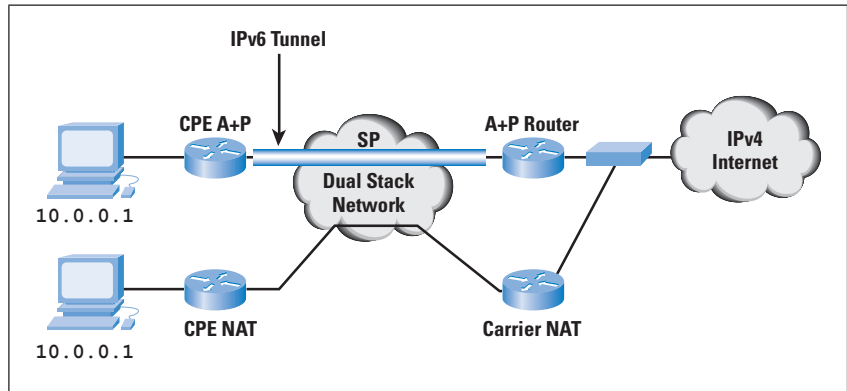 IPv6 Tunnel
CPE A+P
SP
A+P Router
IPv4
Internet
Dual Stack
Network
10.0.0.1
CPE NAT
Carrier NAT
10.0.0.1